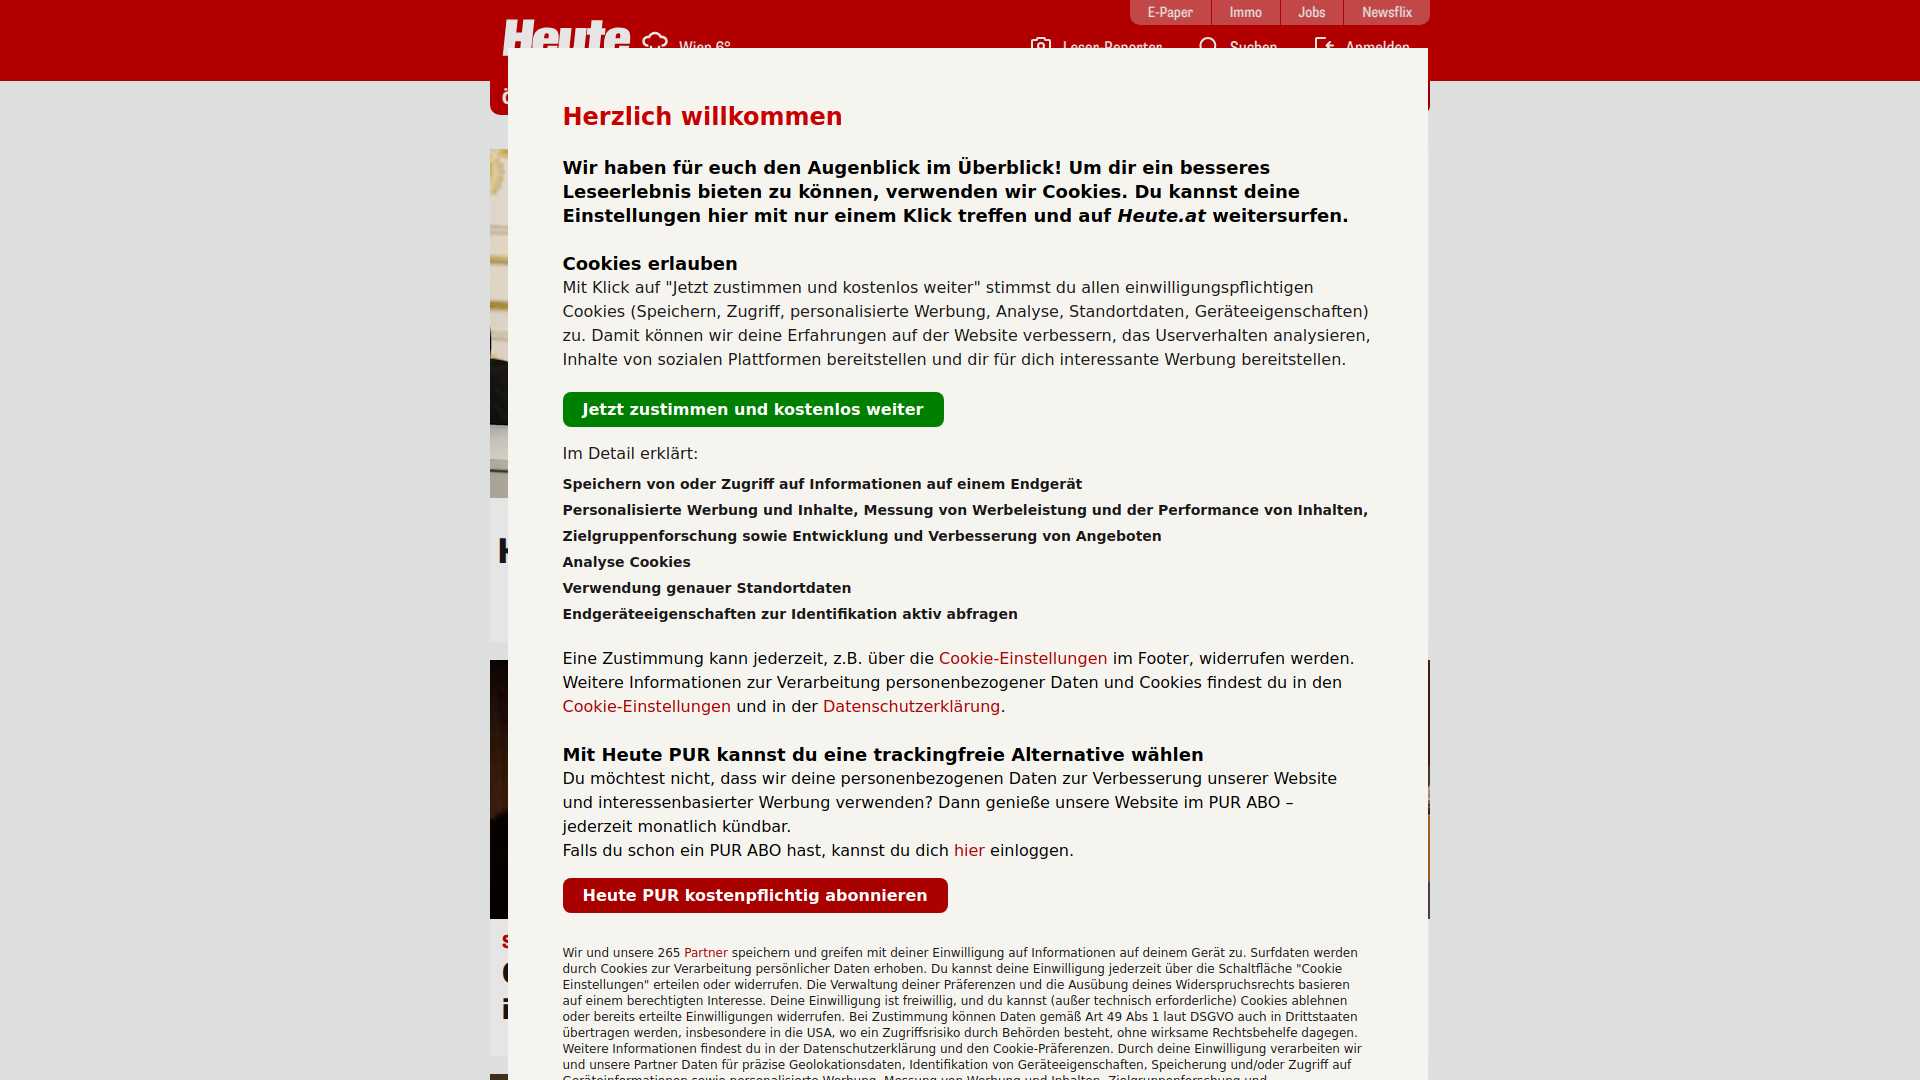 E-Paper
Immo
Jobs
Newsflix
Heute
Wien 6°
Leser-Reporter
Suchen
Anmelden
Herzlich willkommen
Wir haben für euch den Augenblick im Überblick! Um dir ein besseres
Leseerlebnis bieten zu können, verwenden wir Cookies. Du kannst deine
Einstellungen hier mit nur einem Klick treffen und auf Heute.at weitersurfen.
Cookies erlauben
Mit Klick auf "Jetzt zustimmen und kostenlos weiter" stimmst du allen einwilligungspflichtigen
Cookies (Speichern, Zugriff, personalisierte Werbung, Analyse, Standortdaten, Geräteeigenschaften)
zu. Damit können wir deine Erfahrungen auf der Website verbessern, das Userverhalten analysieren,
Inhalte von sozialen Plattformen bereitstellen und dir für dich interessante Werbung bereitstellen.
Jetzt zustimmen und kostenlos weiter
Im Detail erklärt:
Speichern von oder Zugriff auf Informationen auf einem Endgerät
Personalisierte Werbung und Inhalte, Messung von Werbeleistung und der Performance von Inhalten,
Zielgruppenforschung sowie Entwicklung und Verbesserung von Angeboten
Analyse Cookies
Verwendung genauer Standortdaten
Endgeräteeigenschaften zur Identifikation aktiv abfragen
Eine Zustimmung kann jederzeit, z.B. über die Cookie-Einstellungen im Footer, widerrufen werden.
Weitere Informationen zur Verarbeitung personenbezogener Daten und Cookies findest du in den
Cookie-Einstellungen und in der Datenschutzerklärung.
Mit Heute PUR kannst du eine trackingfreie Alternative wählen
Du möchtest nicht, dass wir deine personenbezogenen Daten zur Verbesserung unserer Website
und interessenbasierter Werbung verwenden? Dann genieße unsere Website im PUR ABO –
jederzeit monatlich kündbar.
Falls du schon ein PUR ABO hast, kannst du dich hier einloggen.
Heute PUR kostenpflichtig abonnieren
Wir und unsere 265 Partner speichern und greifen mit deiner Einwilligung auf Informationen auf deinem Gerät zu. Surfdaten werden
durch Cookies zur Verarbeitung persönlicher Daten erhoben. Du kannst deine Einwilligung jederzeit über die Schaltfläche "Cookie
Einstellungen" erteilen oder widerrufen. Die Verwaltung deiner Präferenzen und die Ausübung deines Widerspruchsrechts basieren
auf einem berechtigten Interesse. Deine Einwilligung ist freiwillig, und du kannst (außer technisch erforderliche) Cookies ablehnen
oder bereits erteilte Einwilligungen widerrufen. Bei Zustimmung können Daten gemäß Art 49 Abs 1 laut DSGVO auch in Drittstaaten
übertragen werden, insbesondere in die USA, wo ein Zugriffsrisiko durch Behörden besteht, ohne wirksame Rechtsbehelfe dagegen.
Weitere Informationen findest du in der Datenschutzerklärung und den Cookie-Präferenzen. Durch deine Einwilligung verarbeiten wir
und unsere Partner Daten für präzise Geolokationsdaten, Identifikation von Geräteeigenschaften, Speicherung und/oder Zugriff auf
Geräteinformationen sowie personalisierte Werbung, Messung von Werbung und Inhalten, Zielgruppenforschung und